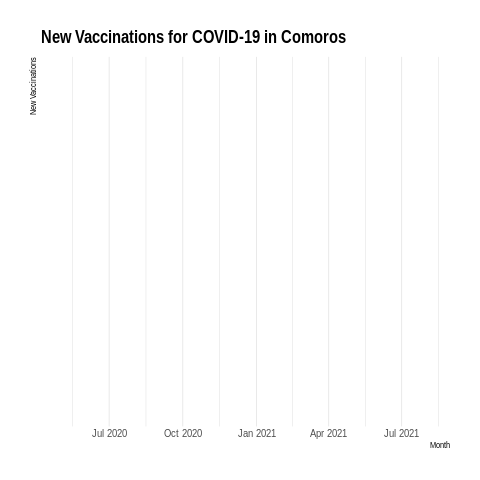 New Vaccinations for COVID-19 in Comoros
New Vaccinations
Jul 2020 Oct 2020 Jan 2021 Apr 2021 Jul 2021
Month